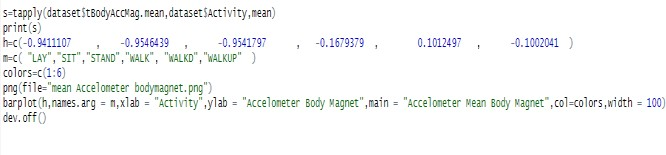 s=tapply(dataset$tBodyAccMag.mean,dataset$Activity,mean)
print(s)
h=c(-0.9411107 , -0.9546439 , -0.9541797 , -0.1679379 , 0.1012497 , -0.1002041 )
m=c( "LAY","SIT","STAND","WALK", "WALKD","WALKUP" )
colors=c(1:6)
png(file="mean Accelometer bodymagnet.png")
barplot(h,names.arg = m,xlab = "Activity",ylab = "Accelometer Body Magnet",main = "Accelometer Mean Body Magnet",col=colors,width = 100)
dev.off()